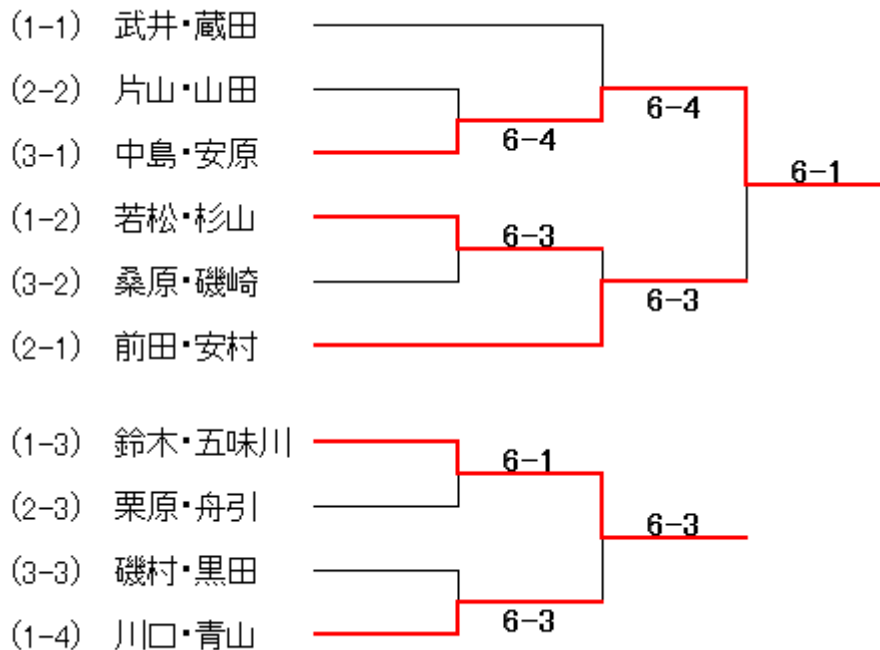 (1-1) 武井・蔵田
(2-2) 片山・山田
6-4
6-4
(3-1) 中島・安原
6-1
(1-2) 若松・杉山
6-3
(3-2) 桑原・磯崎
6-3
(2-1) 前田・安村
(1-3) 鈴木・五味川
6-1
(2-3) 栗原・舟引
6-3
(3-3) 磯村・黒田
6-3
(1-4) 川口・青山